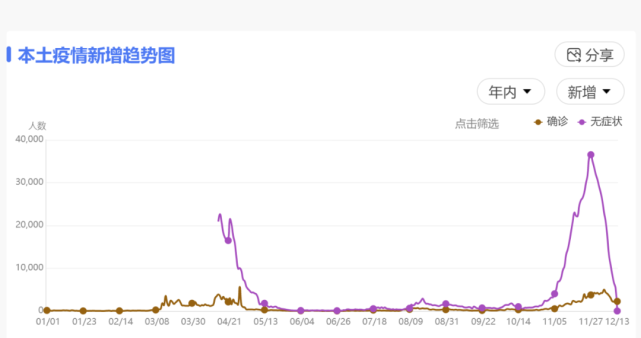 本土疫情新增趋势图
分享
年内
新增
点击筛选
确诊
无症状
人数
40,000
30,000
20,000
10,000
0
01/01 01/23 02/14 03/08 03/30 04/21 05/13 06/04 06/26 07/18 08/09 08/31 09/22 10/14 11/05 11/27 12/13